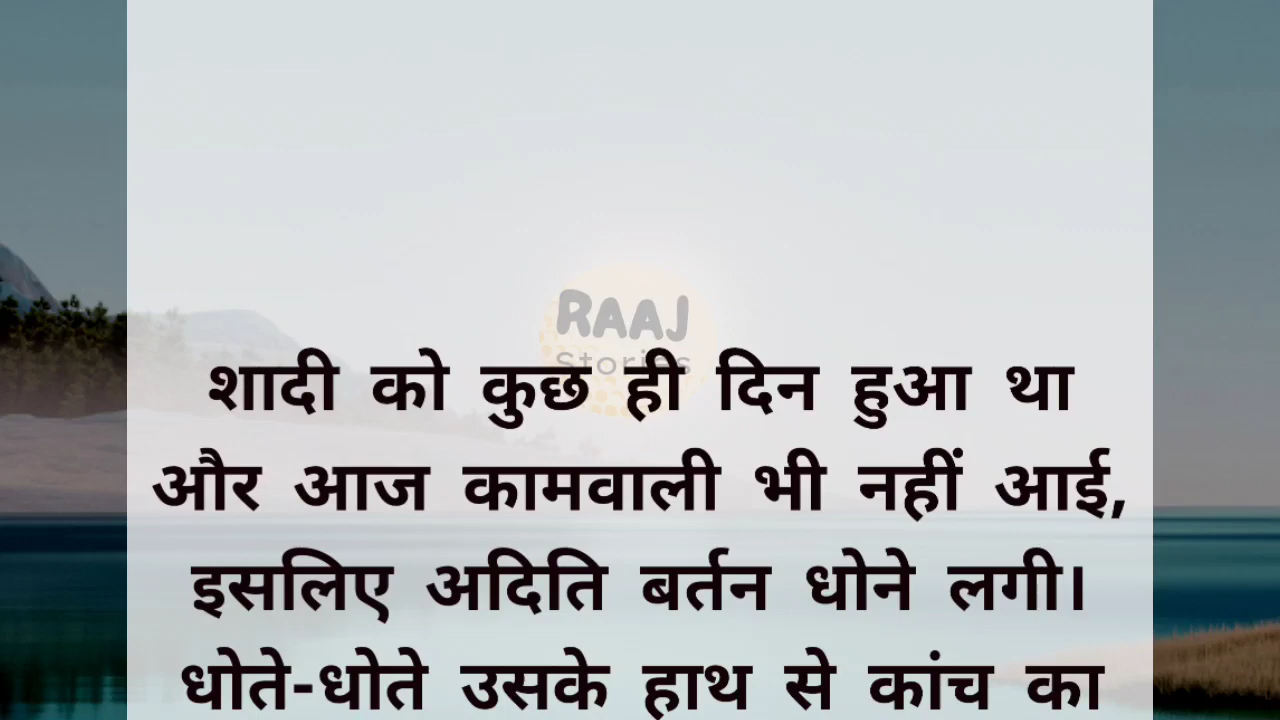 RAAJ
Stories
शादी को कुछ ही दिन हुआ था
और आज कामवाली भी नहीं आई,
इसलिए अदिति बर्तन धोने लगी।
धोते-धोते उसके हाथ से कांच का